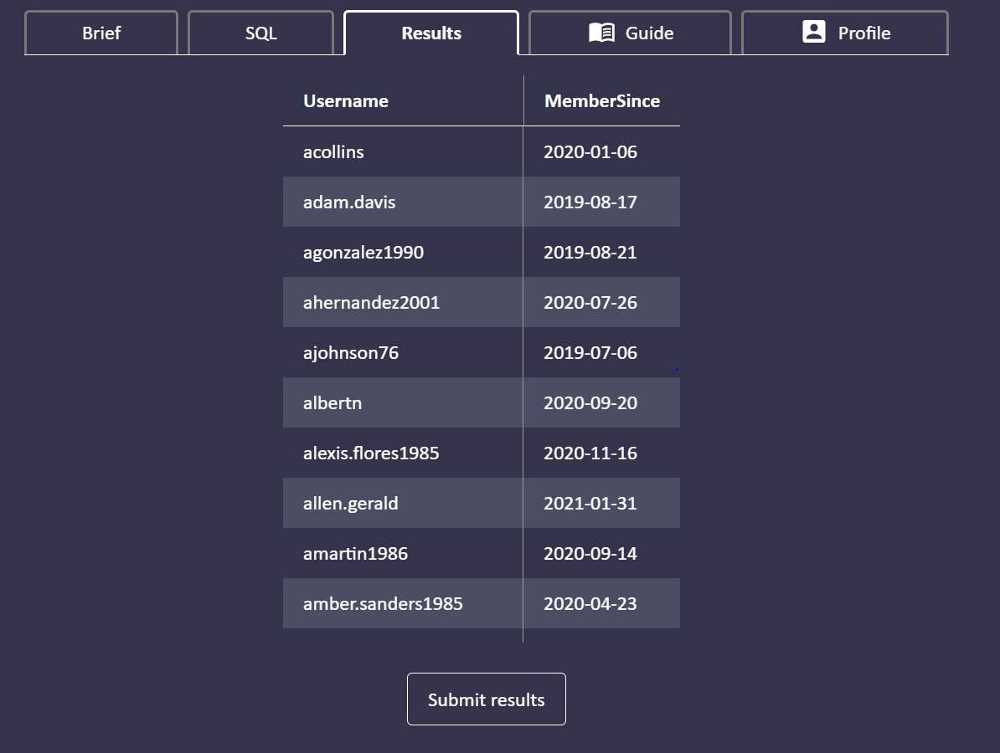 Brief SQL Results Guide Profile
Username MemberSince
acollins 2020-01-06
adam.davis 2019-08-17
agonzalez1990 2019-08-21
ahernandez2001 2020-07-26
ajohnson76 2019-07-06
albertn 2020-09-20
alexis.flores1985 2020-11-16
allen.gerald 2021-01-31
amartin1986 2020-09-14
amber.sanders1985 2020-04-23
Submit results